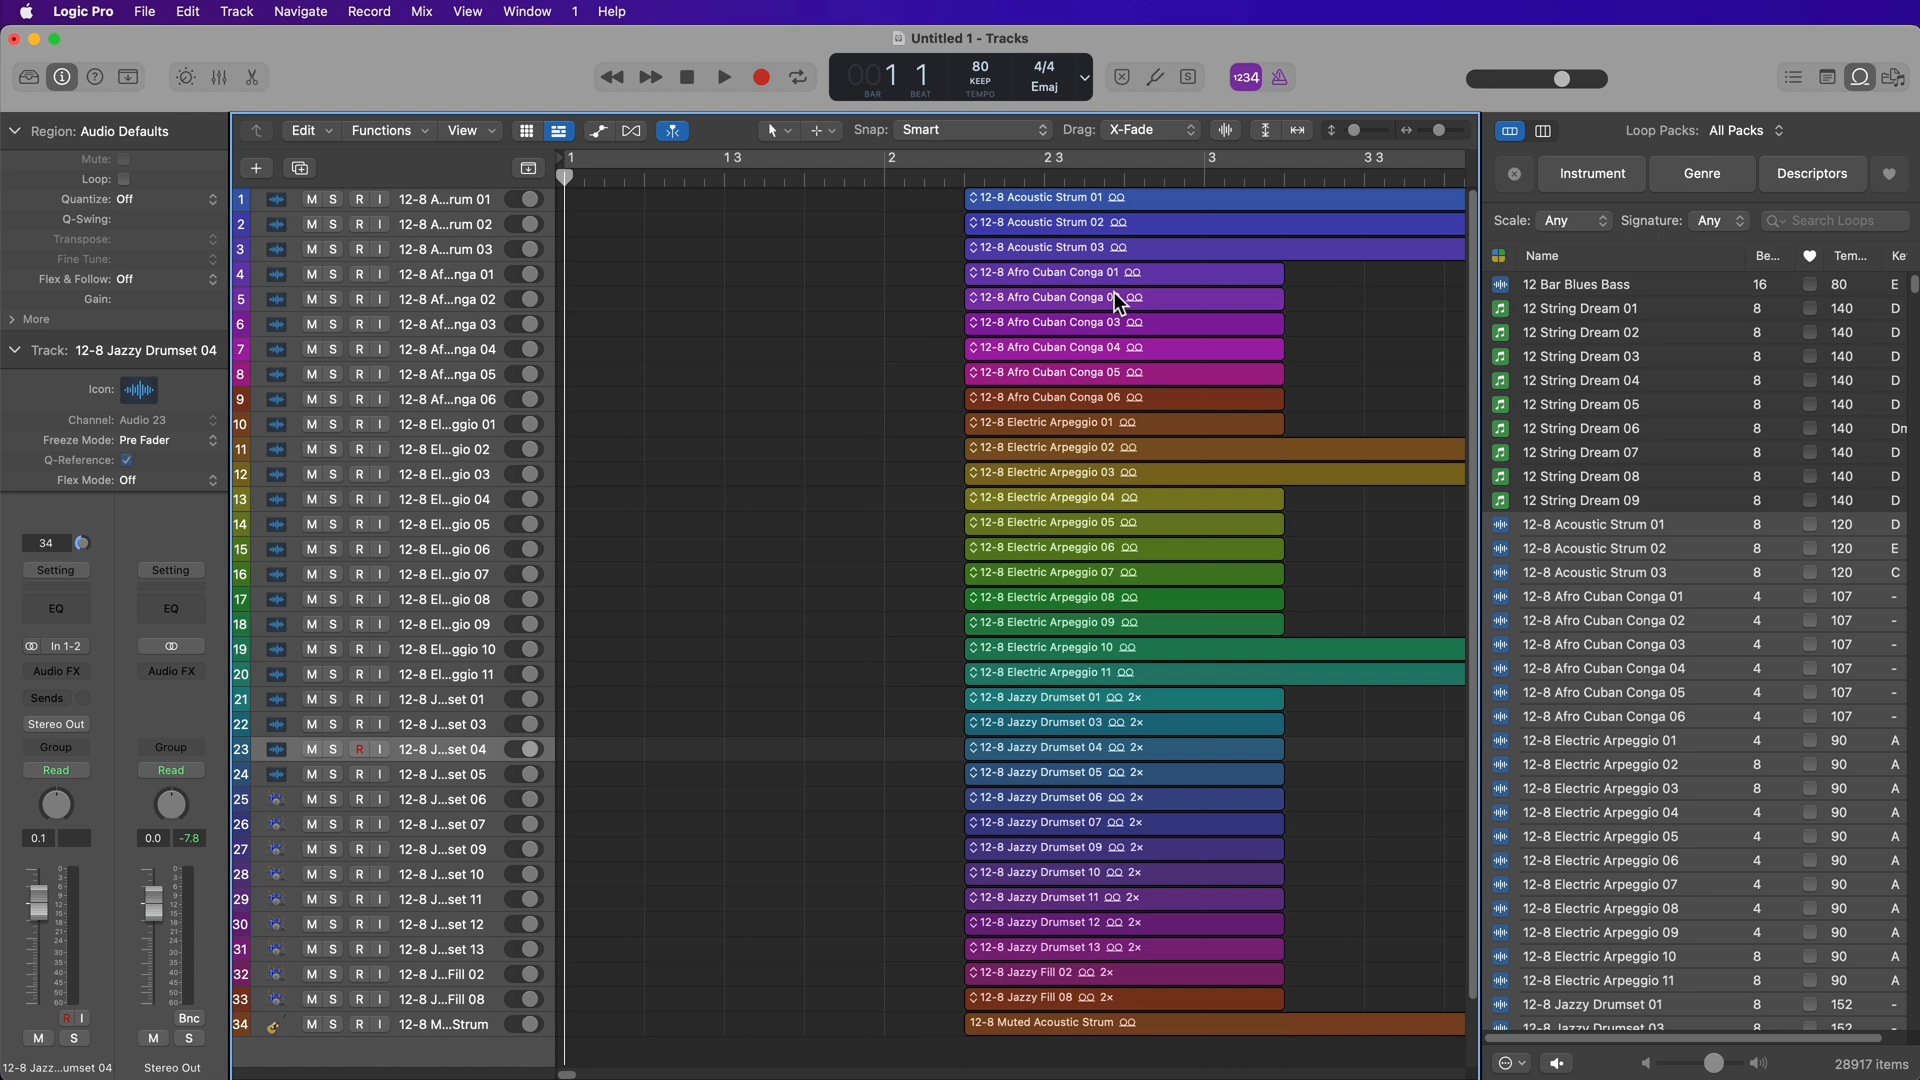 Logic Pro File Edit Track Navigate Record Mix View Window 1 Help
Untitled 1 - Tracks
001 1 80 4/4
KEEP Emaj
BAR BEAT TEMPO
1234
Region: Audio Defaults
Mute:
Loop:
Quantize: Off
Q-Swing:
Transpose:
Fine Tune:
Flex & Follow: Off
Gain:
More
Track: 12-8 Jazzy Drumset 04
Icon:
Channel: Audio 23
Freeze Mode: Pre Fader
Q-Reference:
Flex Mode: Off
34
Setting Setting
EQ EQ
In 1-2
Audio FX Audio FX
Sends
Stereo Out
Group Group
Read Read
0.1 0.0 -7.8
R I Bnc
M S M S
12-8 Jazz...umset 04 Stereo Out
Edit Functions View Snap: Smart Drag: X-Fade
1 1 3 2 2 3 3 3 3
1 M S R I 12-8 A...rum 01 12-8 Acoustic Strum 01
2 M S R I 12-8 A...rum 02 12-8 Acoustic Strum 02
3 M S R I 12-8 A...rum 03 12-8 Acoustic Strum 03
4 M S R I 12-8 Af...nga 01 12-8 Afro Cuban Conga 01
5 M S R I 12-8 Af...nga 02 12-8 Afro Cuban Conga
6 M S R I 12-8 Af...nga 03 12-8 Afro Cuban Conga 03
7 M S R I 12-8 Af...nga 04 12-8 Afro Cuban Conga 04
8 M S R I 12-8 Af...nga 05 12-8 Afro Cuban Conga 05
9 M S R I 12-8 Af...nga 06 12-8 Afro Cuban Conga 06
10 M S R I 12-8 El...ggio 01 12-8 Electric Arpeggio 01
11 M S R I 12-8 El...gio 02 12-8 Electric Arpeggio 02
12 M S R I 12-8 El...gio 03 12-8 Electric Arpeggio 03
13 M S R I 12-8 El...gio 04 12-8 Electric Arpeggio 04
14 M S R I 12-8 El...gio 05 12-8 Electric Arpeggio 05
15 M S R I 12-8 El...gio 06 12-8 Electric Arpeggio 06
16 M S R I 12-8 El...gio 07 12-8 Electric Arpeggio 07
17 M S R I 12-8 El...gio 08 12-8 Electric Arpeggio 08
18 M S R I 12-8 El...gio 09 12-8 Electric Arpeggio 09
19 M S R I 12-8 El...ggio 10 12-8 Electric Arpeggio 10
20 M S R I 12-8 El...ggio 11 12-8 Electric Arpeggio 11
21 M S R I 12-8 J...set 01 12-8 Jazzy Drumset 01 2×
22 M S R I 12-8 J...set 03 12-8 Jazzy Drumset 03 2×
23 M S R I 12-8 J...set 04 12-8 Jazzy Drumset 04 2×
24 M S R I 12-8 J...set 05 12-8 Jazzy Drumset 05 2×
25 M S R I 12-8 J...set 06 12-8 Jazzy Drumset 06 2×
26 M S R I 12-8 J...set 07 12-8 Jazzy Drumset 07 2×
27 M S R I 12-8 J...set 09 12-8 Jazzy Drumset 09 2×
28 M S R I 12-8 J...set 10 12-8 Jazzy Drumset 10 2×
29 M S R I 12-8 J...set 11 12-8 Jazzy Drumset 11 2×
30 M S R I 12-8 J...set 12 12-8 Jazzy Drumset 12 2×
31 M S R I 12-8 J...set 13 12-8 Jazzy Drumset 13 2×
32 M S R I 12-8 J...Fill 02 12-8 Jazzy Fill 02 2×
33 M S R I 12-8 J...Fill 08 12-8 Jazzy Fill 08 2×
34 M S R I 12-8 M...Strum 12-8 Muted Acoustic Strum
Loop Packs: All Packs
Instrument Genre Descriptors
Scale: Any Signature: Any Search Loops
Name Be... Tem... Ke
12 Bar Blues Bass 16 80 E
12 String Dream 01 8 140 D
12 String Dream 02 8 140 D
12 String Dream 03 8 140 D
12 String Dream 04 8 140 D
12 String Dream 05 8 140 D
12 String Dream 06 8 140 Dm
12 String Dream 07 8 140 D
12 String Dream 08 8 140 D
12 String Dream 09 8 140 D
12-8 Acoustic Strum 01 8 120 D
12-8 Acoustic Strum 02 8 120 E
12-8 Acoustic Strum 03 8 120 C
12-8 Afro Cuban Conga 01 4 107 -
12-8 Afro Cuban Conga 02 4 107 -
12-8 Afro Cuban Conga 03 4 107 -
12-8 Afro Cuban Conga 04 4 107 -
12-8 Afro Cuban Conga 05 4 107 -
12-8 Afro Cuban Conga 06 4 107 -
12-8 Electric Arpeggio 01 4 90 A
12-8 Electric Arpeggio 02 8 90 A
12-8 Electric Arpeggio 03 8 90 A
12-8 Electric Arpeggio 04 4 90 A
12-8 Electric Arpeggio 05 4 90 A
12-8 Electric Arpeggio 06 4 90 A
12-8 Electric Arpeggio 07 4 90 A
12-8 Electric Arpeggio 08 4 90 A
12-8 Electric Arpeggio 09 4 90 A
12-8 Electric Arpeggio 10 8 90 A
12-8 Electric Arpeggio 11 8 90 A
12-8 Jazzy Drumset 01 8 152 -
12-8 Jazzy Drumset 03 8 152 -
28917 items